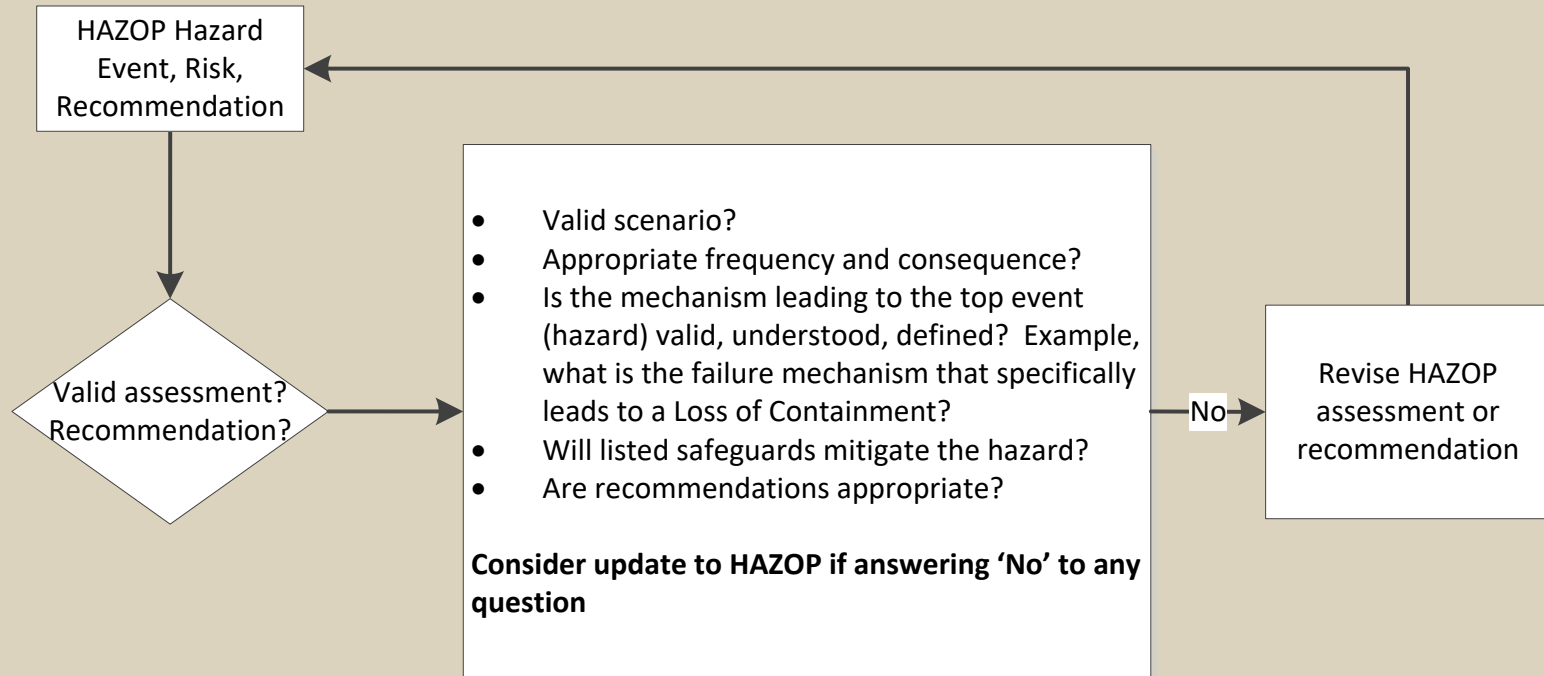 HAZOP Hazard
Event, Risk,
Recommendation
Valid assessment?
Recommendation?
• Valid scenario?
• Appropriate frequency and consequence?
• Is the mechanism leading to the top event
(hazard) valid, understood, defined?  Example,
what is the failure mechanism that specifically
leads to a Loss of Containment?
• Will listed safeguards mitigate the hazard?
• Are recommendations appropriate?
Consider update to HAZOP if answering ‘No’ to any
question
No
Revise HAZOP
assessment or
recommendation